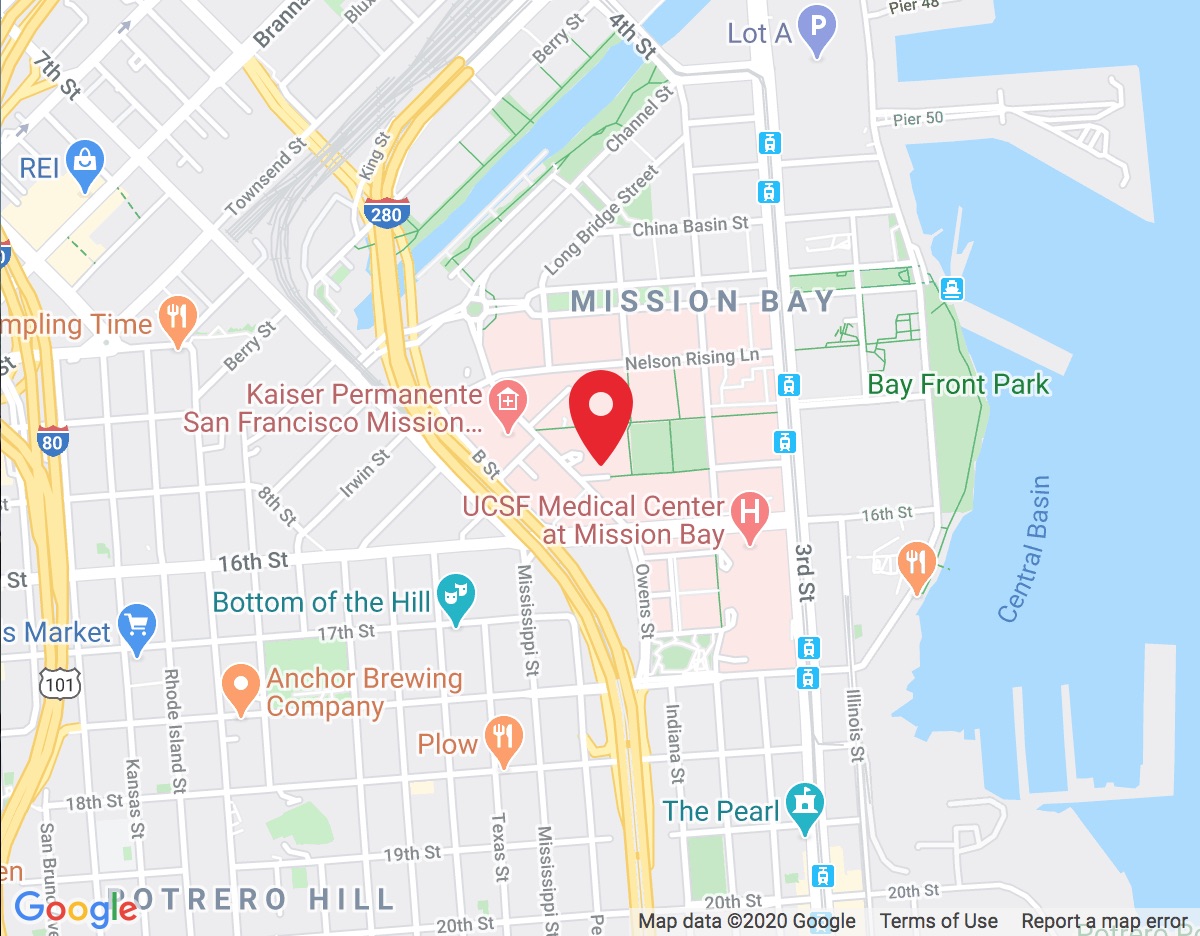 Pier 48
Brannan
Blux
Berry St
4th St
Lot A
P
7th St
Pier 50
Channel St
King St
Townsend St
REI
280
Long Bridge Street
China Basin St
MISSION BAY
mpling Time
Berry St
St
Nelson Rising Ln
Bay Front Park
Kaiser Permanente
San Francisco Mission...
80
B St
Irwin St
8th St
UCSF Medical Center
at Mission Bay
H
16th St
Central Basin
16th St
St
3rd St
Owens St
Mississippi St
Bottom of the Hill
s Market
17th St
101
Rhode Island St
Anchor Brewing
Company
Plow
Indiana St
Illinois St
Kansas St
18th St
The Pearl
San Bruno
Texas St
Mississippi St
19th St
en
POTRERO HILL
20th St
20th St
20th St
Pe
Google
Map data ©2020 Google
Terms of Use
Report a map error